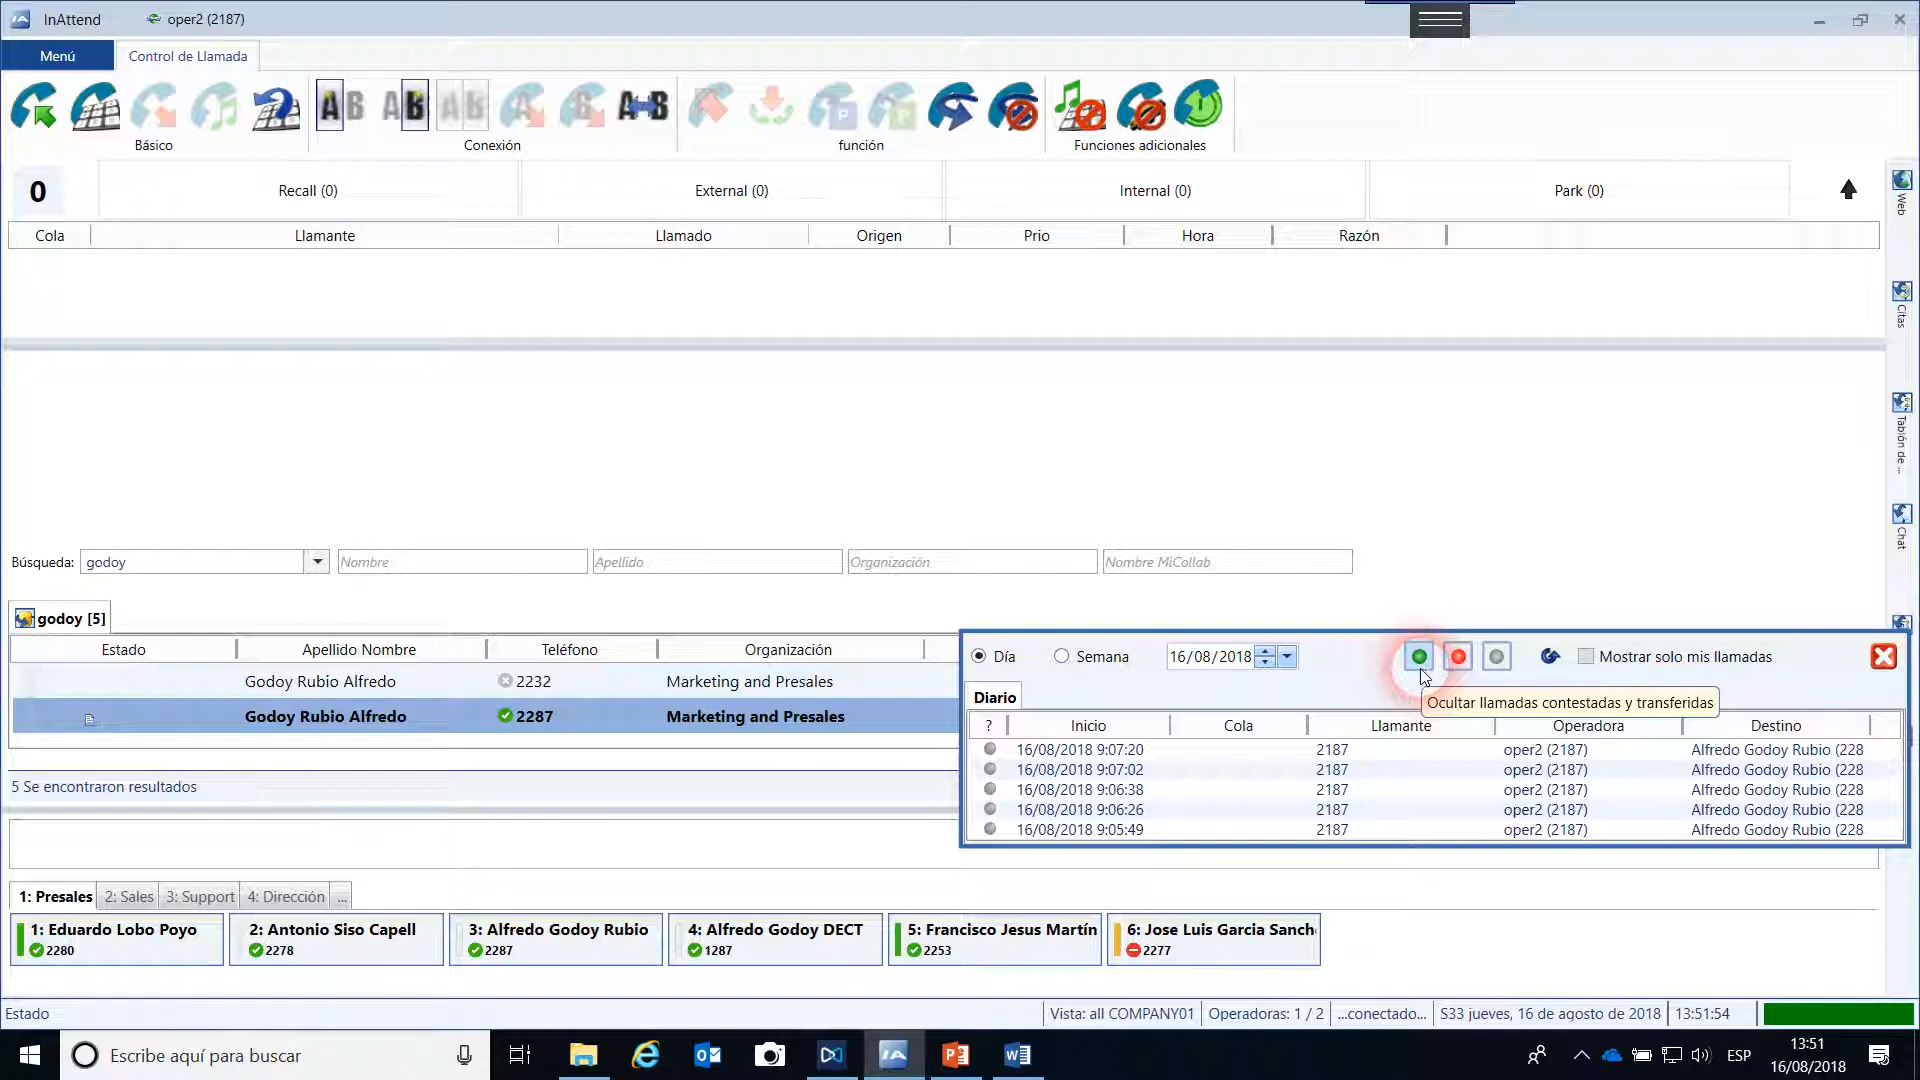 InAttend oper2 (2187)
Menú Control de Llamada
AB AB AB A B A B
Básico Conexión función Funciones adicionales
0 Recall (0) External (0) Internal (0) Park (0)
Cola Llamante Llamado Origen Prio Hora Razón
Web
Citas
Tablón de ...
Chat
Búsqueda: godoy Nombre Apellido Organización Nombre MiCollab
godoy [5]
Estado Apellido Nombre Teléfono Organización
Godoy Rubio Alfredo 2232 Marketing and Presales
Godoy Rubio Alfredo 2287 Marketing and Presales
5 Se encontraron resultados
Día Semana 16/08/2018 Mostrar solo mis llamadas
Diario
Ocultar llamadas contestadas y transferidas
? Inicio Cola Llamante Operadora Destino
16/08/2018 9:07:20 2187 oper2 (2187) Alfredo Godoy Rubio (228
16/08/2018 9:07:02 2187 oper2 (2187) Alfredo Godoy Rubio (228
16/08/2018 9:06:38 2187 oper2 (2187) Alfredo Godoy Rubio (228
16/08/2018 9:06:26 2187 oper2 (2187) Alfredo Godoy Rubio (228
16/08/2018 9:05:49 2187 oper2 (2187) Alfredo Godoy Rubio (228
1: Presales 2: Sales 3: Support 4: Dirección ...
1: Eduardo Lobo Poyo 2: Antonio Siso Capell 3: Alfredo Godoy Rubio 4: Alfredo Godoy DECT 5: Francisco Jesus Martín 6: Jose Luis Garcia Sanch
2280 2278 2287 1287 2253 2277
Estado Vista: all COMPANY01 Operadoras: 1 / 2 ...conectado... S33 jueves, 16 de agosto de 2018 13:51:54
Escribe aquí para buscar ESP 13:51
16/08/2018